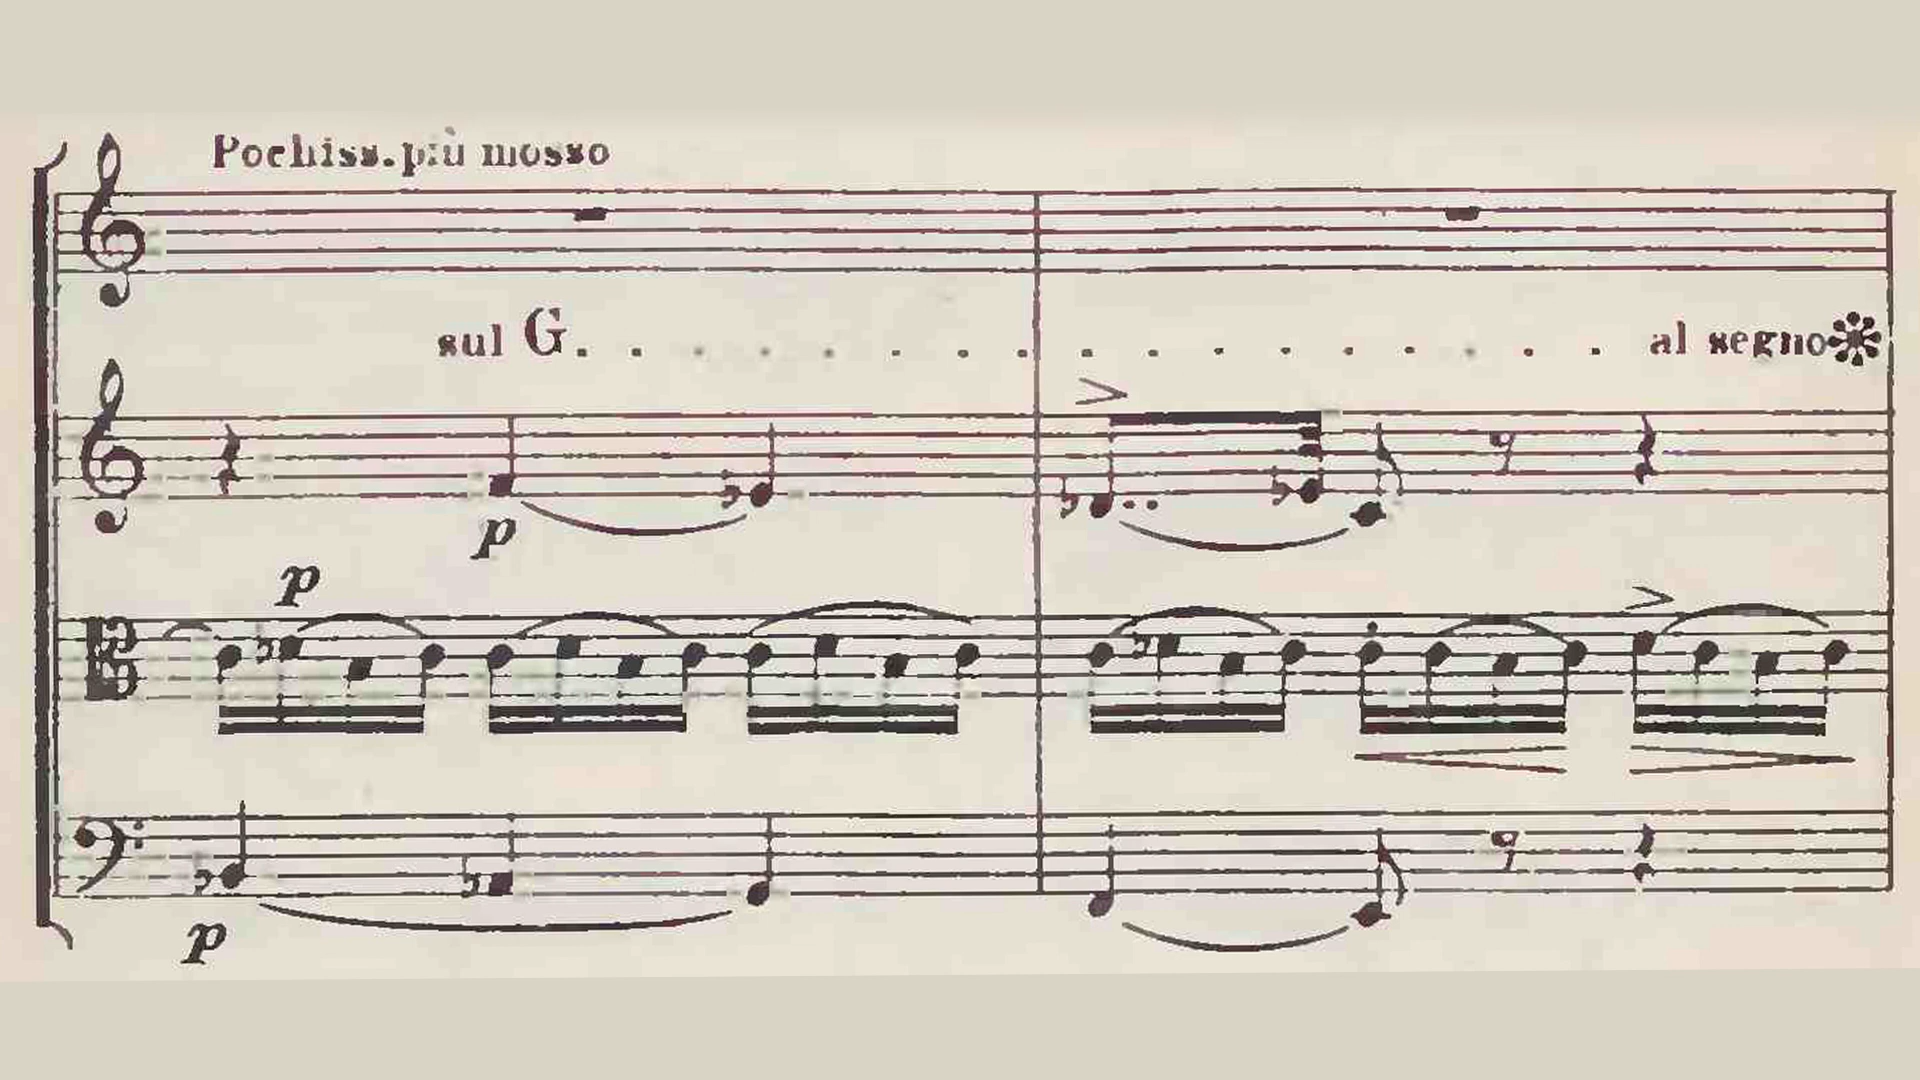 Pochiss. più mosso
sul G. . . . . . . . . . . . . . . . al segno
p
p
p